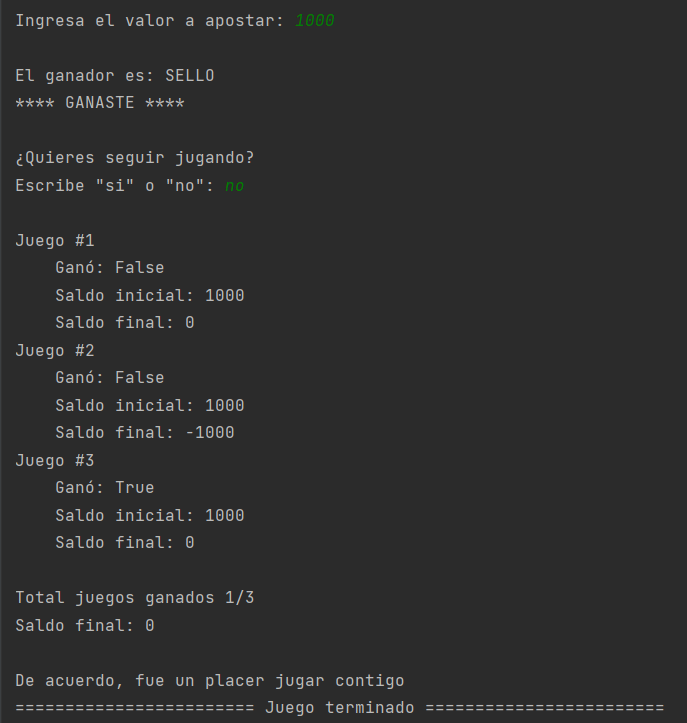 Ingresa el valor a apostar: 1000
El ganador es: SELLO
**** GANASTE ****
¿Quieres seguir jugando?
Escribe "si" o "no": no
Juego #1
Ganó: False
Saldo inicial: 1000
Saldo final: 0
Juego #2
Ganó: False
Saldo inicial: 1000
Saldo final: -1000
Juego #3
Ganó: True
Saldo inicial: 1000
Saldo final: 0
Total juegos ganados 1/3
Saldo final: 0
De acuerdo, fue un placer jugar contigo
======================== Juego terminado ========================